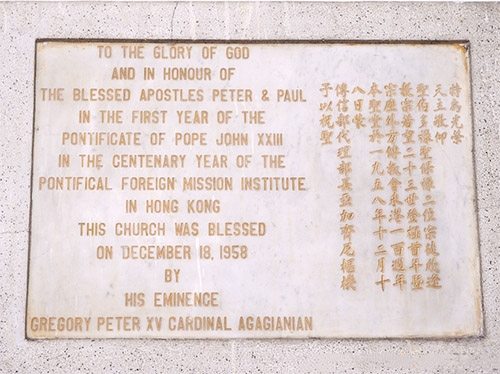 TO THE GLORY OF GOD
AND IN HONOUR OF
THE BLESSED APOSTLES PETER & PAUL
IN THE FIRST YEAR OF THE
PONTIFICATE OF POPE JOHN XXIII
IN THE CENTENARY YEAR OF THE
PONTIFICAL FOREIGN MISSION INSTITUTE
IN HONG KONG
THIS CHURCH WAS BLESSED
ON DECEMBER 18, 1958
BY
HIS EMINENCE
GREGORY PETER XV CARDINAL AGAGIANIAN
特為光榮
天主敬仰
聖伯多祿聖保祿二位宗徒欣逢
教宗若望二十三世登極首年暨
宗座外方傳教會來港一百週年
本聖堂於一九五八年十二月十
八日蒙
傳信部代理部長亞加齊尼樞機
予以祝聖